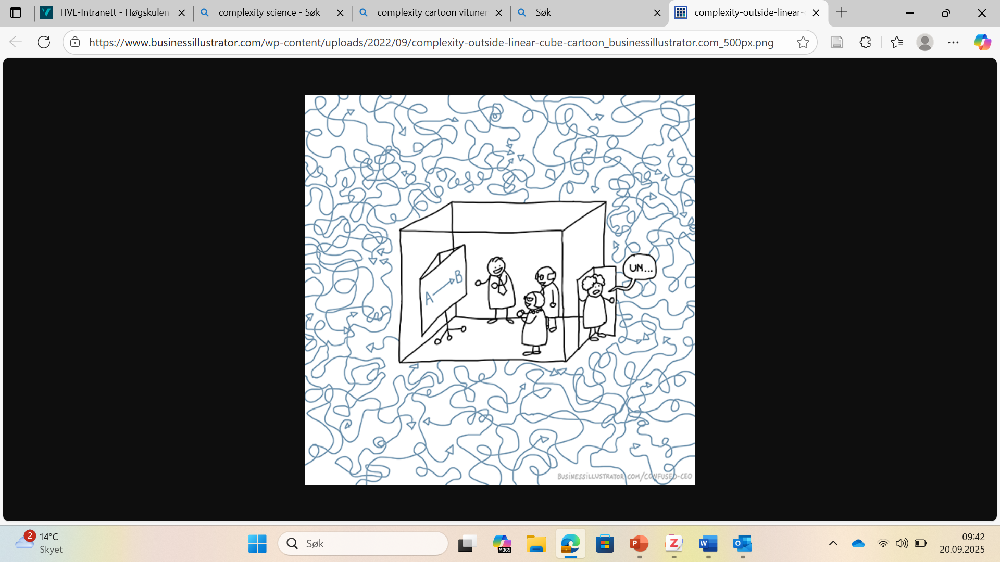 HVL-Intranett - Høgskulen
complexity science - Søk
complexity cartoon vituner
Søk
complexity-outside-linear-
https://www.businessillustrator.com/wp-content/uploads/2022/09/complexity-outside-linear-cube-cartoon_businessillustrator.com_500px.png
UM...
A → B
BUSINESSILLUSTRATOR.COM/CONFUSED-CEO
2
14°C
Skyet
Søk
M365
P
Z
W
O
09:42
20.09.2025